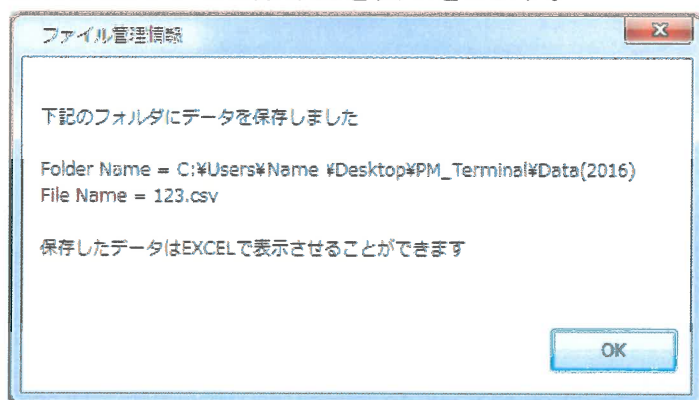 ファイル管理情報
下記のフォルダにデータを保存しました
Folder Name = C:¥Users¥Name ¥Desktop¥PM_Terminal¥Data(2016)
File Name = 123.csv
保存したデータはEXCELで表示させることができます
OK